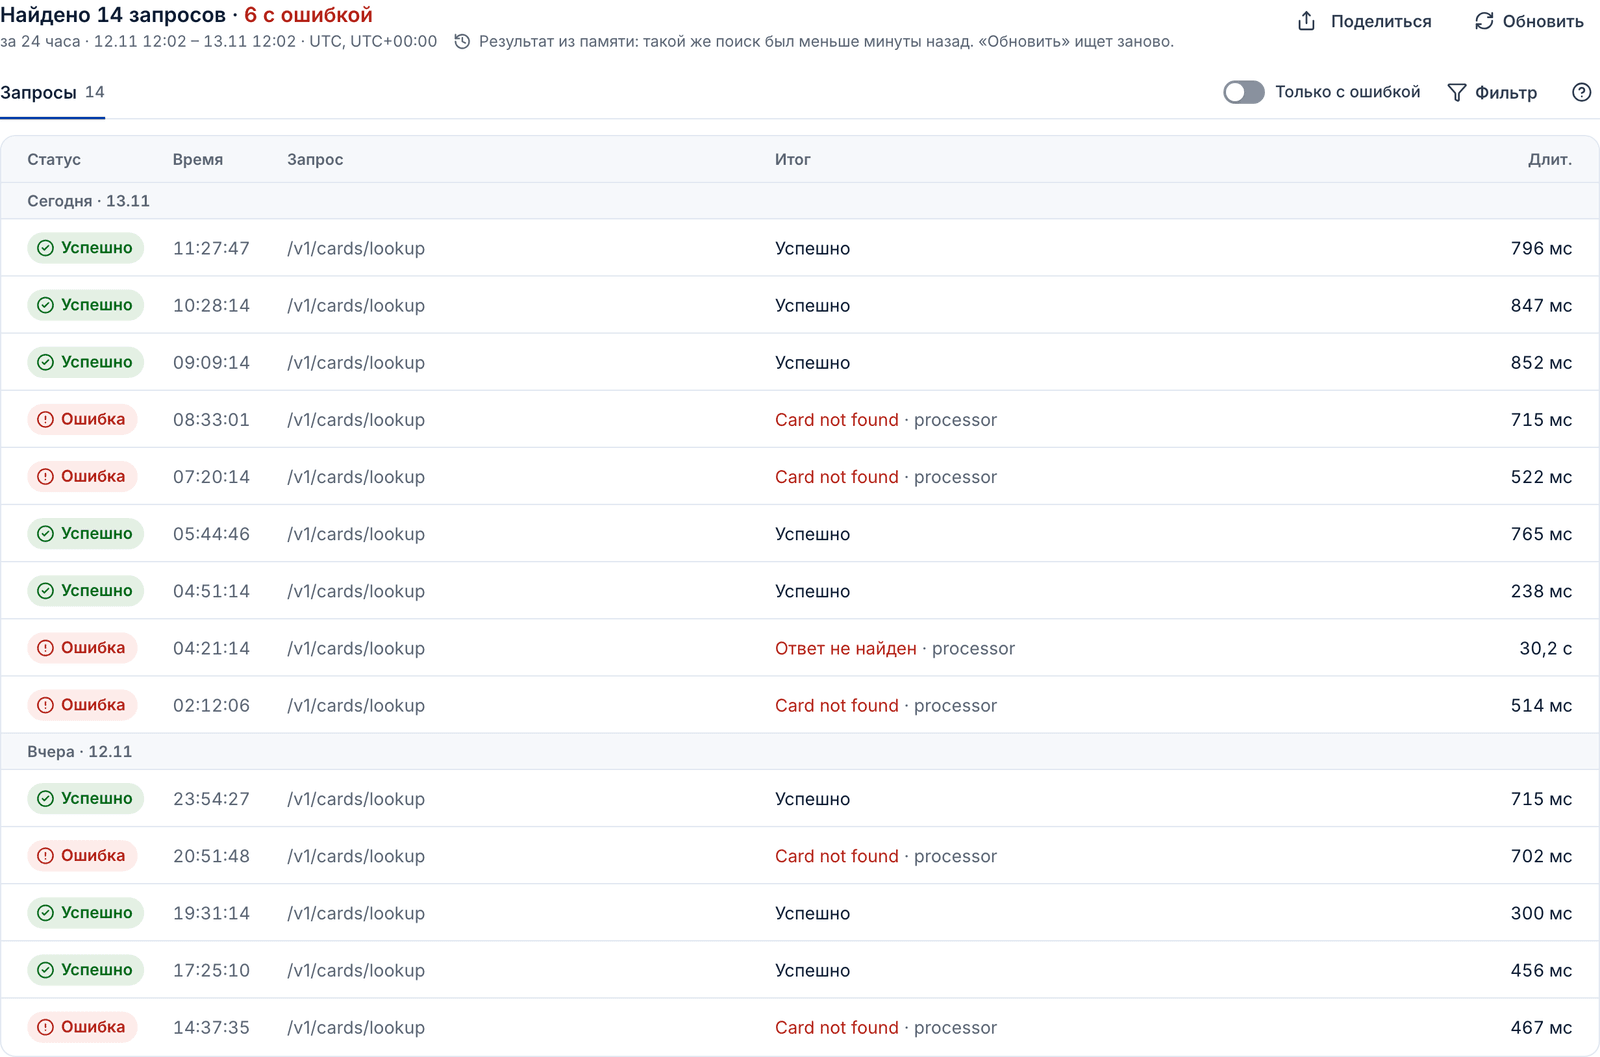 Найдено 14 запросов · 6 с ошибкой
Поделиться
Обновить
за 24 часа · 12.11 12:02 – 13.11 12:02 · UTC, UTC+00:00 Результат из памяти: такой же поиск был меньше минуты назад. «Обновить» ищет заново.
Запросы 14
Только с ошибкой
Фильтр
Статус Время Запрос Итог Длит.
Сегодня · 13.11
Успешно 11:27:47 /v1/cards/lookup Успешно 796 мс
Успешно 10:28:14 /v1/cards/lookup Успешно 847 мс
Успешно 09:09:14 /v1/cards/lookup Успешно 852 мс
Ошибка 08:33:01 /v1/cards/lookup Card not found · processor 715 мс
Ошибка 07:20:14 /v1/cards/lookup Card not found · processor 522 мс
Успешно 05:44:46 /v1/cards/lookup Успешно 765 мс
Успешно 04:51:14 /v1/cards/lookup Успешно 238 мс
Ошибка 04:21:14 /v1/cards/lookup Ответ не найден · processor 30,2 с
Ошибка 02:12:06 /v1/cards/lookup Card not found · processor 514 мс
Вчера · 12.11
Успешно 23:54:27 /v1/cards/lookup Успешно 715 мс
Ошибка 20:51:48 /v1/cards/lookup Card not found · processor 702 мс
Успешно 19:31:14 /v1/cards/lookup Успешно 300 мс
Успешно 17:25:10 /v1/cards/lookup Успешно 456 мс
Ошибка 14:37:35 /v1/cards/lookup Card not found · processor 467 мс